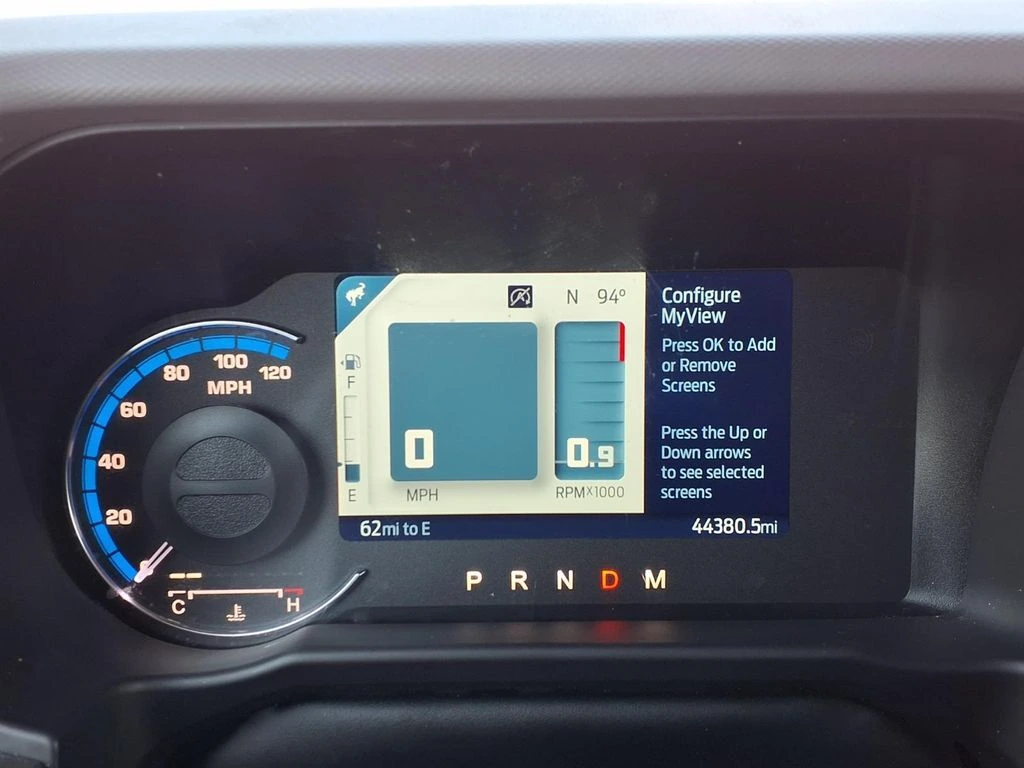 N 94°
Configure
MyView
Press OK to Add
or Remove
Screens
Press the Up or
Down arrows
to see selected
screens
F
E
0
MPH
0.9
RPMX1000
62mi to E
44380.5mi
20
40
60
80
100
120
MPH
C
H
P R N D M